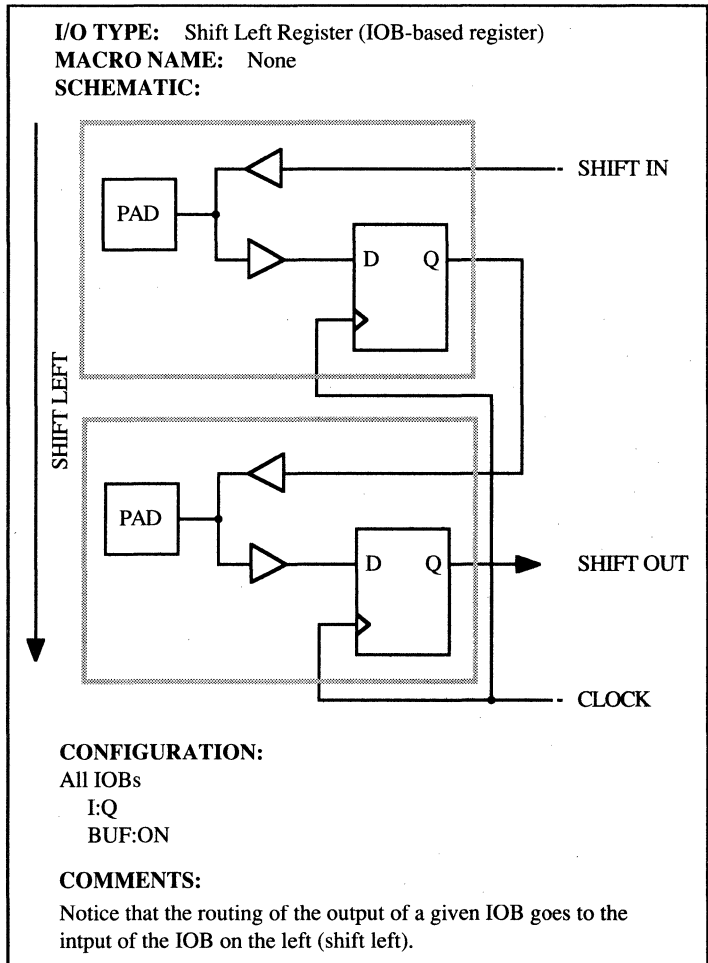 I/O TYPE: Shift Left Register (IOB-based register)
MACRO NAME: None
SCHEMATIC:
SHIFT IN
PAD
D Q
SHIFT LEFT
PAD
D Q
SHIFT OUT
CLOCK
CONFIGURATION:
All IOBs
I:Q
BUF:ON
COMMENTS:
Notice that the routing of the output of a given IOB goes to the
intput of the IOB on the left (shift left).